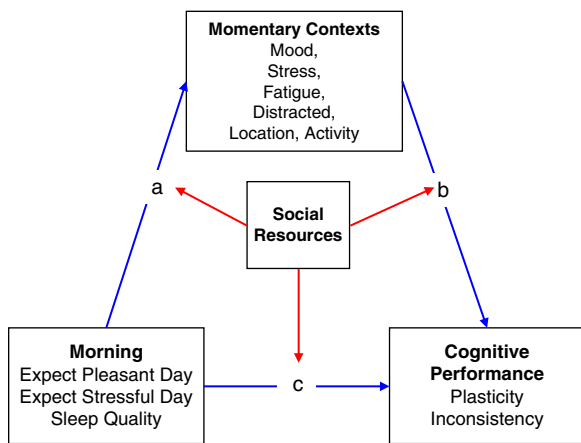 Momentary Contexts
Mood,
Stress,
Fatigue,
Distracted,
Location, Activity
a
b
Social
Resources
Morning
Expect Pleasant Day
Expect Stressful Day
Sleep Quality
c
Cognitive
Performance
Plasticity
Inconsistency